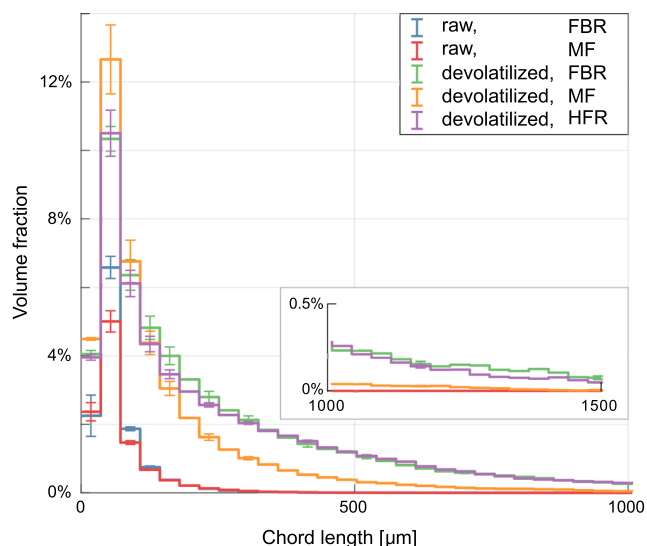 raw, FBR
raw, MF
devolatilized, FBR
devolatilized, MF
devolatilized, HFR
12%
8%
4%
0%
Volume fraction
0.5%
0%
1000 1500
0 500 1000
Chord length [µm]